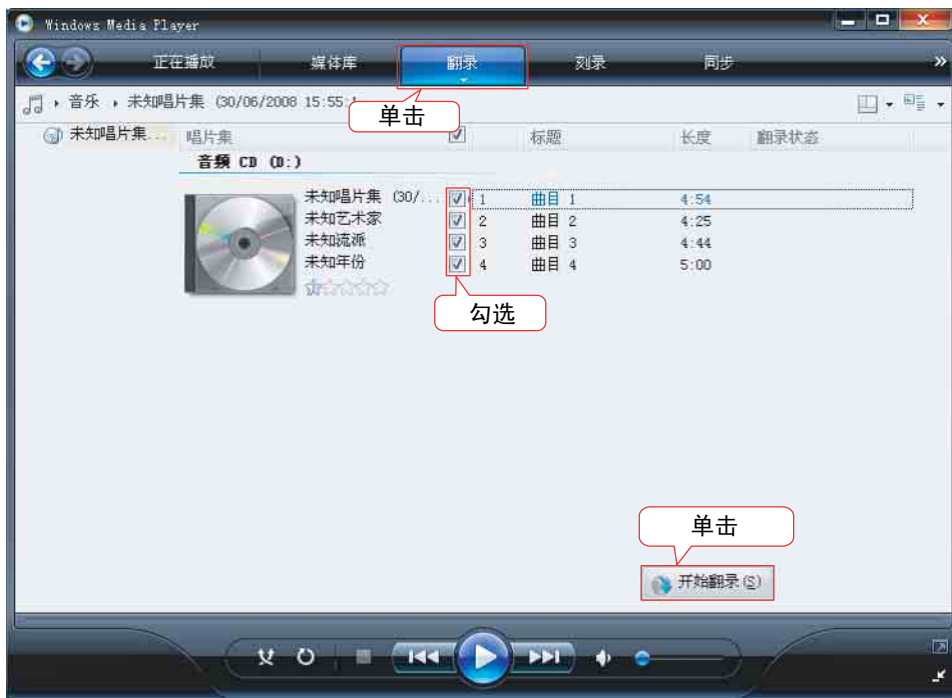 Windows Media Player
正在播放 媒体库 翻录 刻录 同步 »
音乐 未知唱片集 (30/06/2008 15:55:1
单击
未知唱片集... 唱片集 标题 长度 翻录状态
音频 CD (D:)
未知唱片集 (30/... 1 曲目 1 4:54
未知艺术家 2 曲目 2 4:25
未知流派 3 曲目 3 4:44
未知年份 4 曲目 4 5:00
勾选
单击
开始翻录(S)